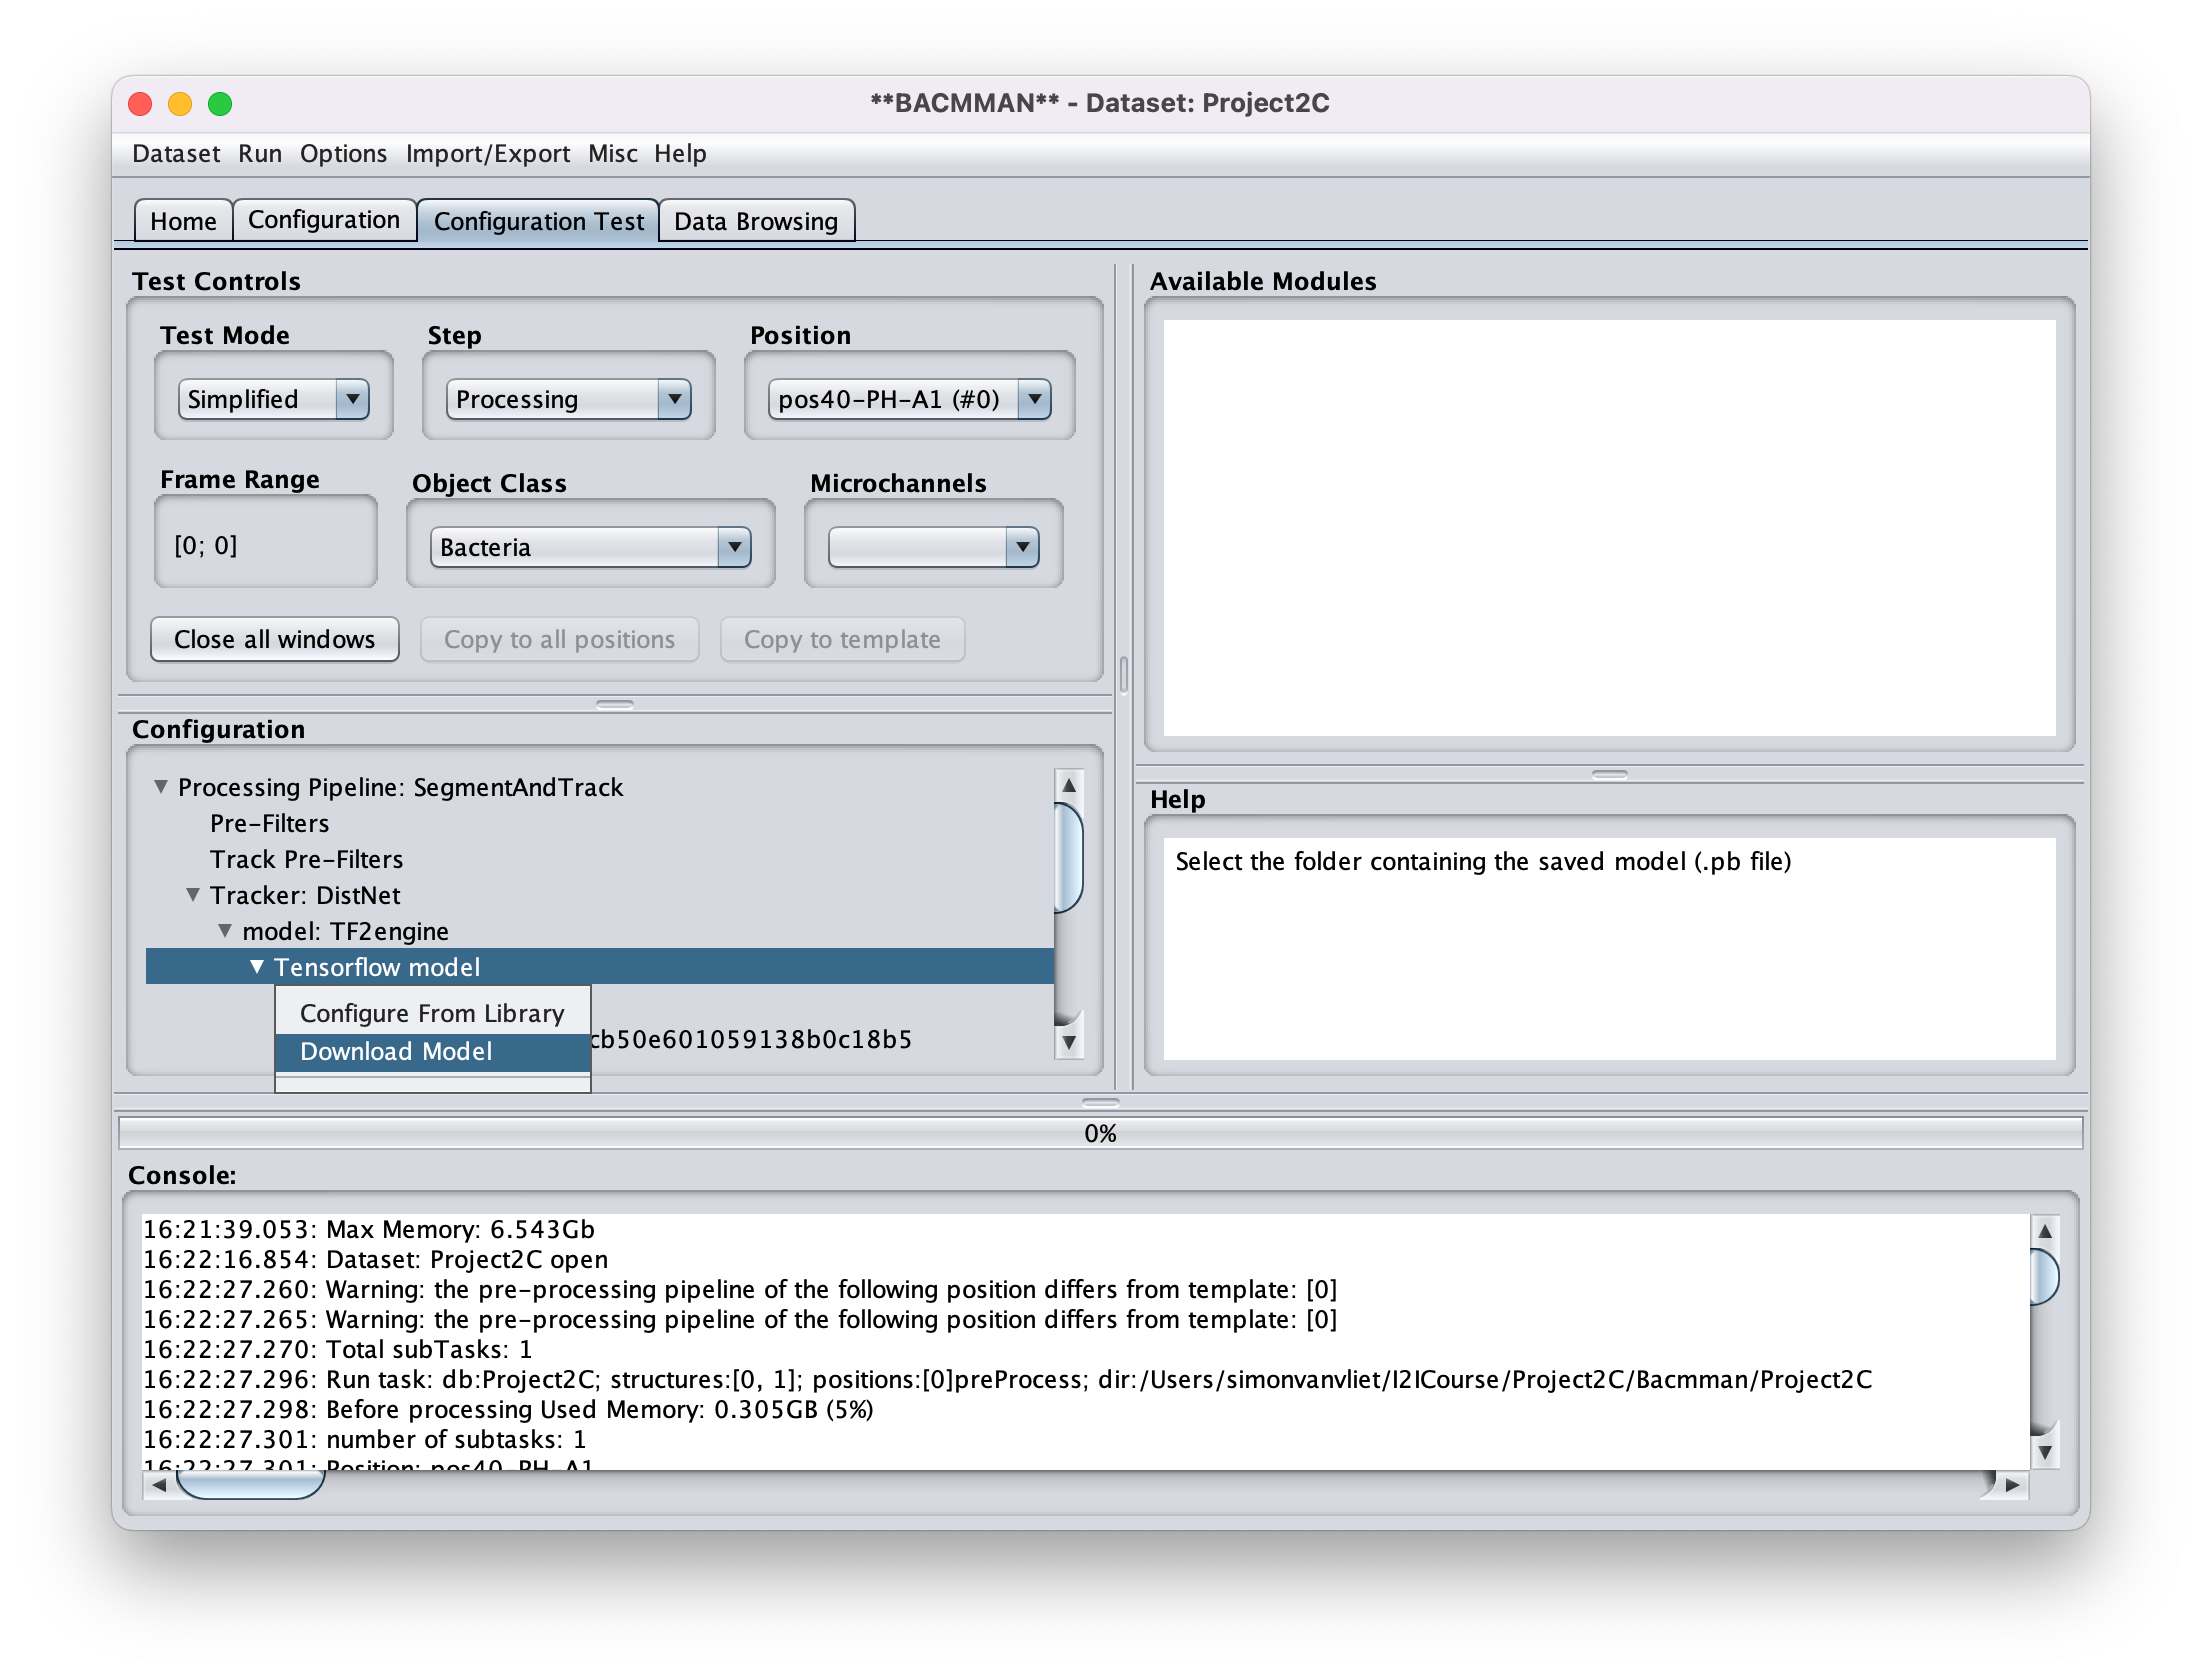 **BACMMAN** - Dataset: Project2C
Dataset Run Options Import/Export Misc Help
Home Configuration Configuration Test Data Browsing
Test Controls
Test Mode Step Position
Simplified Processing pos40-PH-A1 (#0)
Frame Range Object Class Microchannels
[0; 0] Bacteria
Close all windows Copy to all positions Copy to template
Configuration
Processing Pipeline: SegmentAndTrack
Pre-Filters
Track Pre-Filters
Tracker: DistNet
model: TF2engine
Tensorflow model
Configure From Library
Download Model cb50e601059138b0c18b5
Available Modules
Help
Select the folder containing the saved model (.pb file)
0%
Console:
16:21:39.053: Max Memory: 6.543Gb
16:22:16.854: Dataset: Project2C open
16:22:27.260: Warning: the pre-processing pipeline of the following position differs from template: [0]
16:22:27.265: Warning: the pre-processing pipeline of the following position differs from template: [0]
16:22:27.270: Total subTasks: 1
16:22:27.296: Run task: db:Project2C; structures:[0, 1]; positions:[0]preProcess; dir:/Users/simonvanvliet/I2ICourse/Project2C/Bacmman/Project2C
16:22:27.298: Before processing Used Memory: 0.305GB (5%)
16:22:27.301: number of subtasks: 1
16:22:27.301: Position: pos40-PH-A1